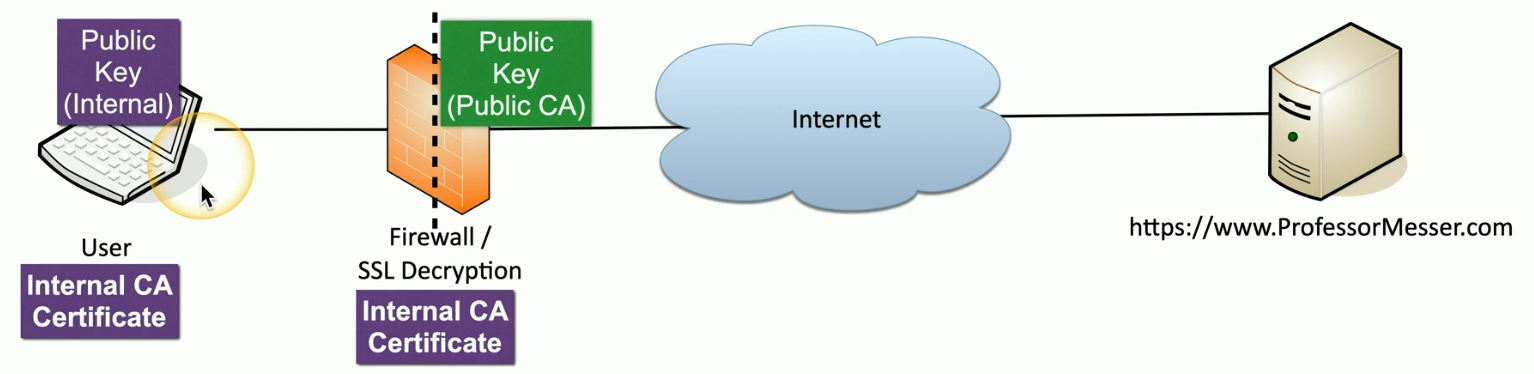 Public
Key
(Internal)
Public
Key
(Public CA)
Internet
https://www.ProfessorMesser.com
User
Internal CA
Certificate
Firewall /
SSL Decryption
Internal CA
Certificate